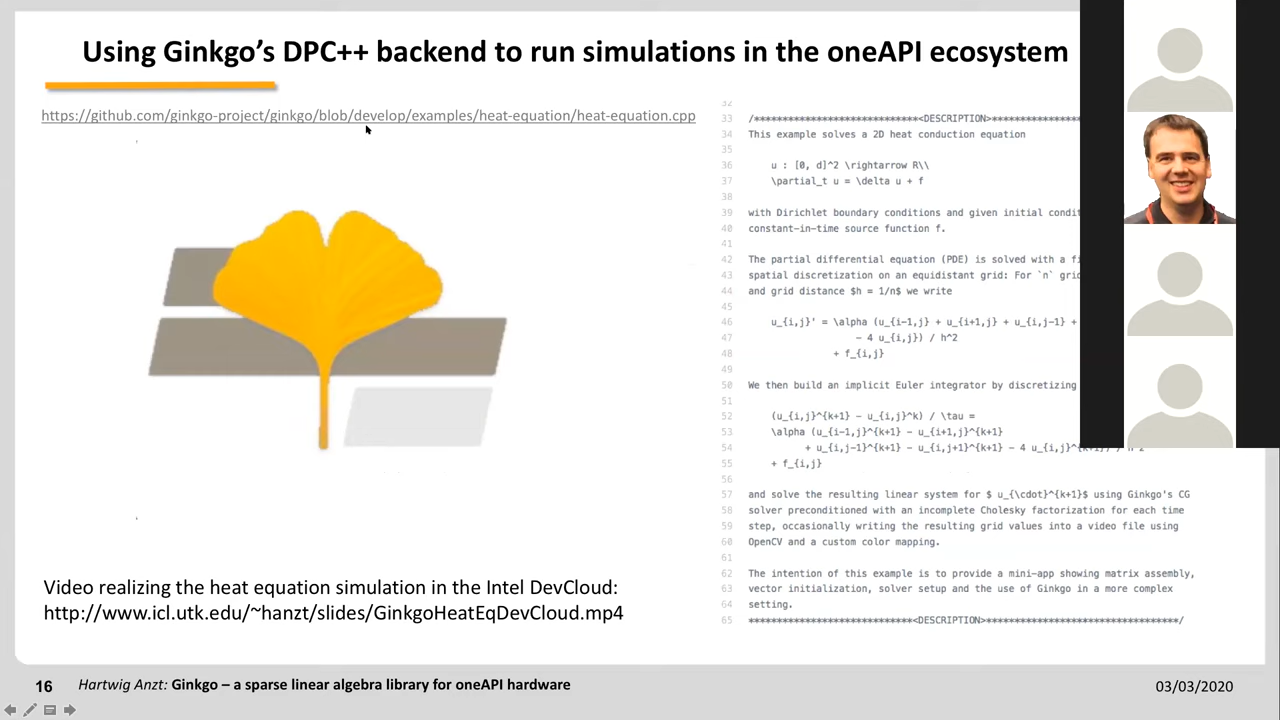 Using Ginkgo's DPC++ backend to run simulations in the oneAPI ecosystem
https://github.com/ginkgo-project/ginkgo/blob/develop/examples/heat-equation/heat-equation.cpp
32
33 /*******************************<DESCRIPTION>*****************
34 This example solves a 2D heat conduction equation
35
36 u : [0, d]^2 \rightarrow R\\
37 \partial_t u = \delta u + f
38
39 with Dirichlet boundary conditions and given initial
40 constant-in-time source function f.
41
42 The partial differential equation (PDE) is solved with a
43 spatial discretization on an equidistant grid: For `n`
44 and grid distance $h = 1/n$ we write
45
46 u_{i,j}' = \alpha (u_{i-1,j} + u_{i+1,j} + u_{i,j-1} +
47 - 4 u_{i,j}) / h^2
48 + f_{i,j}
49
50 We then build an implicit Euler integrator by discretizing
51
52 (u_{i,j}^{k+1} - u_{i,j}^k) / \tau =
53 \alpha (u_{i-1,j}^{k+1} - u_{i+1,j}^{k+1}
54 + u_{i,j-1}^{k+1} - u_{i,j+1}^{k+1} - 4 u_{i,j}^{k+1}) / h^2
55 + f_{i,j}
56
57 and solve the resulting linear system for $ u_{\cdot}^{k+1}$ using Ginkgo's CG
58 solver preconditioned with an incomplete Cholesky factorization for each time
59 step, occasionally writing the resulting grid values into a video file using
60 OpenCV and a custom color mapping.
61
62 The intention of this example is to provide a mini-app showing matrix assembly,
63 vector initialization, solver setup and the use of Ginkgo in a more complex
64 setting.
65 *******************************<DESCRIPTION>*************************************/
Video realizing the heat equation simulation in the Intel DevCloud:
http://www.icl.utk.edu/~hanzt/slides/GinkgoHeatEqDevCloud.mp4
16 Hartwig Anzt: Ginkgo – a sparse linear algebra library for oneAPI hardware 03/03/2020